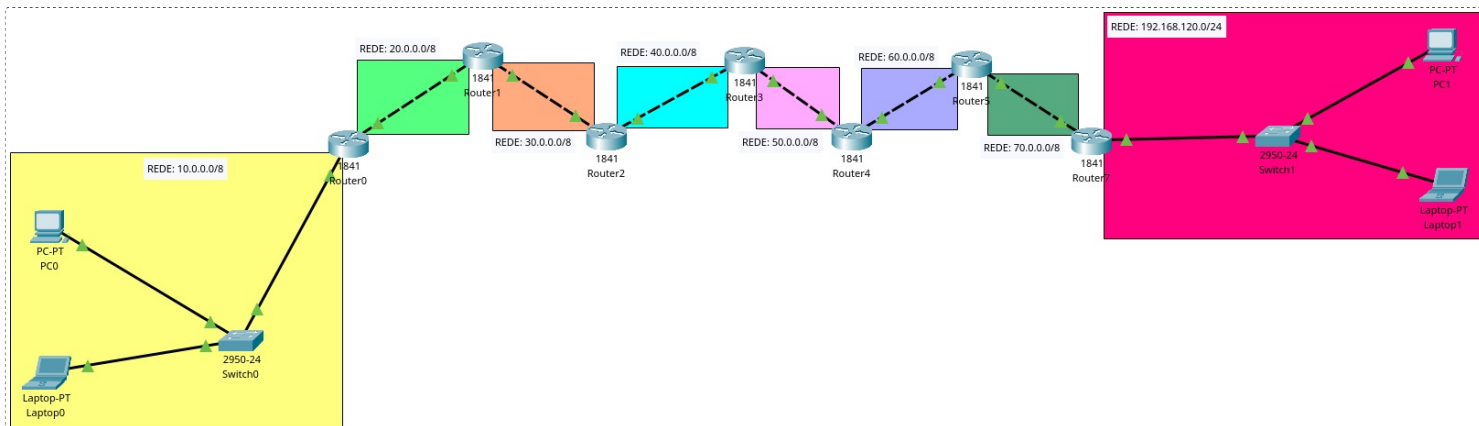 REDE: 20.0.0.0/8
1841
Router1
REDE: 40.0.0.0/8
1841
Router3
REDE: 60.0.0.0/8
1841
Router5
REDE: 192.168.120.0/24
PC-PT
PC1
1841
Router0
REDE: 30.0.0.0/8
1841
Router2
REDE: 50.0.0.0/8
1841
Router4
REDE: 70.0.0.0/8
1841
Router7
2950-24
Switch1
Laptop-PT
Laptop1
REDE: 10.0.0.0/8
PC-PT
PC0
2950-24
Switch0
Laptop-PT
Laptop0